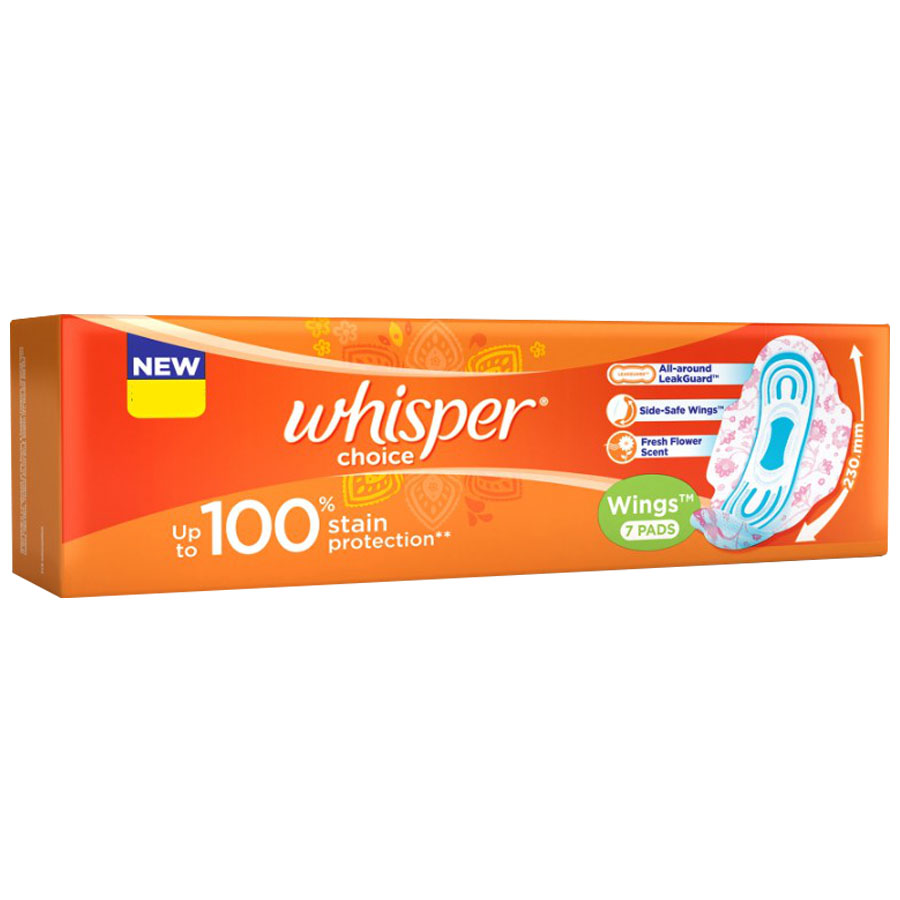 NEW
whisper®
choice
Up to 100% stain protection**
LEAKGUARD™
All-around
LeakGuard™
Side-Safe Wings™
Fresh Flower
Scent
Wings™
7 PADS
230 mm